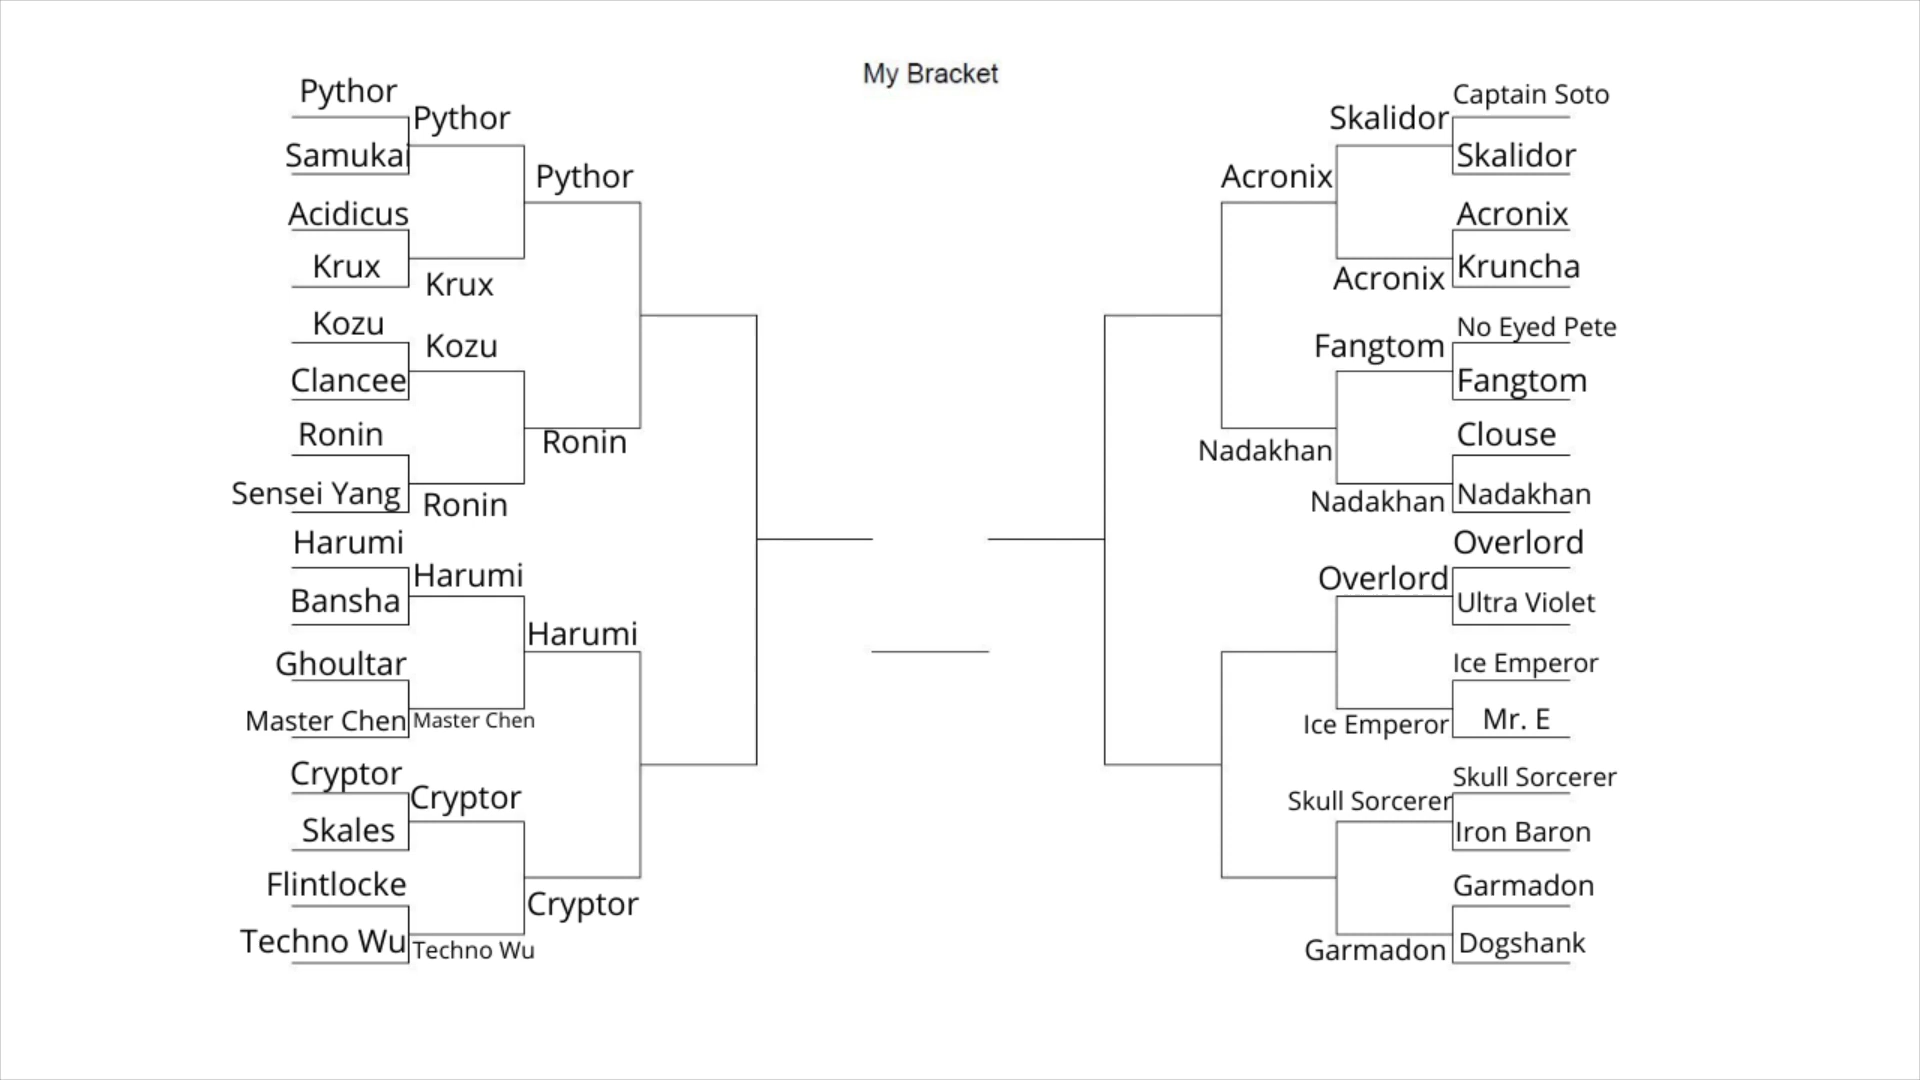 My Bracket
Pythor
Samukai
Acidicus
Krux
Kozu
Clancee
Ronin
Sensei Yang
Harumi
Bansha
Ghoultar
Master Chen
Cryptor
Skales
Flintlocke
Techno Wu
Pythor
Krux
Kozu
Ronin
Harumi
Master Chen
Cryptor
Techno Wu
Pythor
Ronin
Harumi
Cryptor
Acronix
Nadakhan
Skalidor
Acronix
Fangtom
Nadakhan
Overlord
Ice Emperor
Skull Sorcerer
Garmadon
Captain Soto
Skalidor
Acronix
Kruncha
No Eyed Pete
Fangtom
Clouse
Nadakhan
Overlord
Ultra Violet
Ice Emperor
Mr. E
Skull Sorcerer
Iron Baron
Garmadon
Dogshank